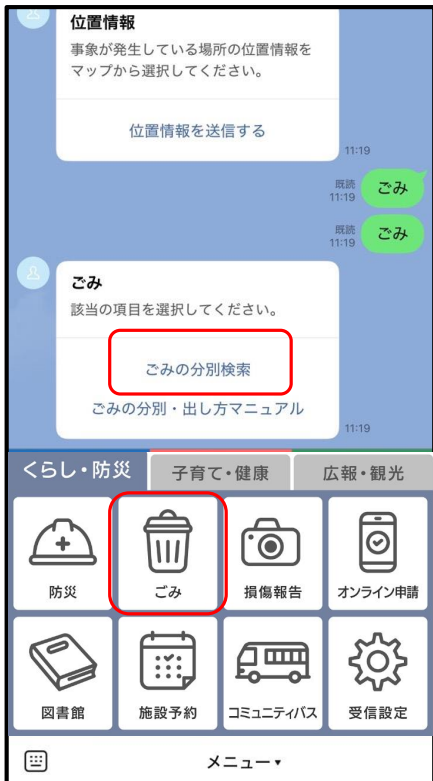 位置情報
事象が発生している場所の位置情報を
マップから選択してください。
位置情報を送信する
11:19
既読
11:19
ごみ
既読
11:19
ごみ
ごみ
該当の項目を選択してください。
ごみの分別検索
ごみの分別・出し方マニュアル
11:19
くらし・防災
子育て・健康
広報・観光
防災
ごみ
損傷報告
オンライン申請
図書館
施設予約
コミュニティバス
受信設定
メニュー▾